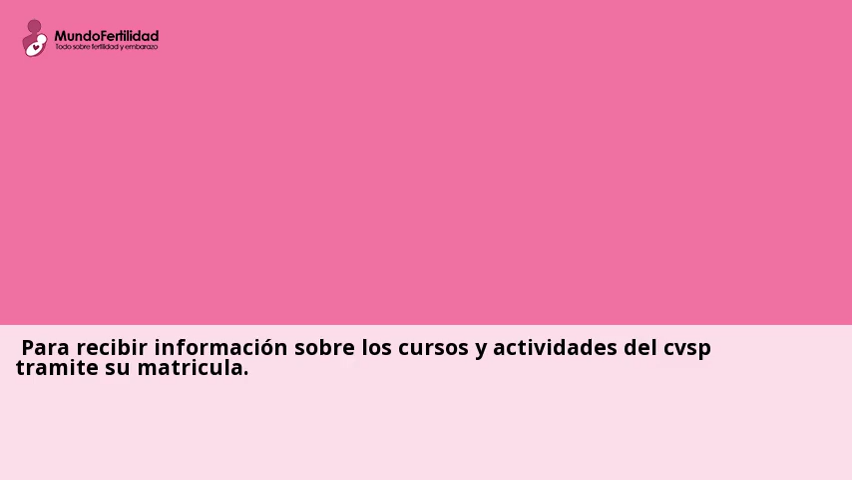 MundoFertilidad
Todo sobre fertilidad y embarazo
Para recibir información sobre los cursos y actividades del cvsp
tramite su matricula.